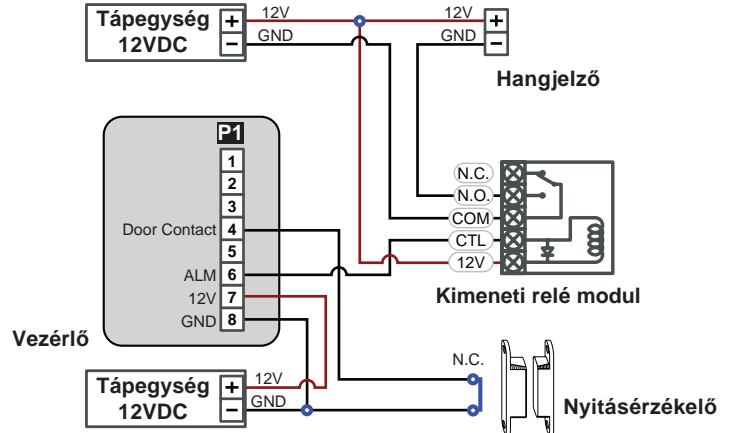 Tápegység
12VDC
+
−
12V
GND
12V
GND
+
−
Hangjelző
P1
1
2
3
Door Contact 4
5
ALM 6
12V 7
GND 8
Vezérlő
N.C.
N.O.
COM
CTL
12V
Kimeneti relé modul
Tápegység
12VDC
+
−
12V
GND
N.C.
Nyitásérzékelő